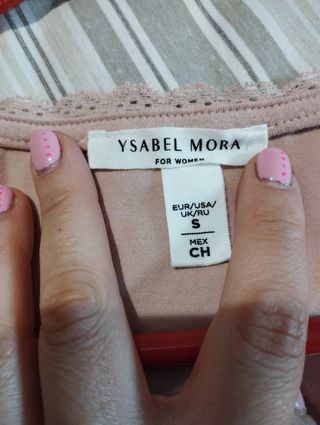 YSABEL MORA
FOR WOMEN
EUR/USA/
UK/RU
S
MEX
CH